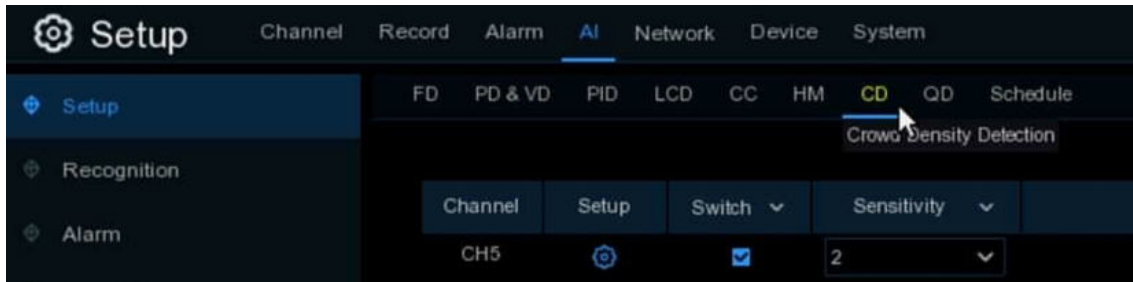 Setup Channel Record Alarm AI Network Device System
Setup FD PD & VD PID LCD CC HM CD QD Schedule
Crowd Density Detection
Recognition
Channel Setup Switch Sensitivity
Alarm
CH5 2